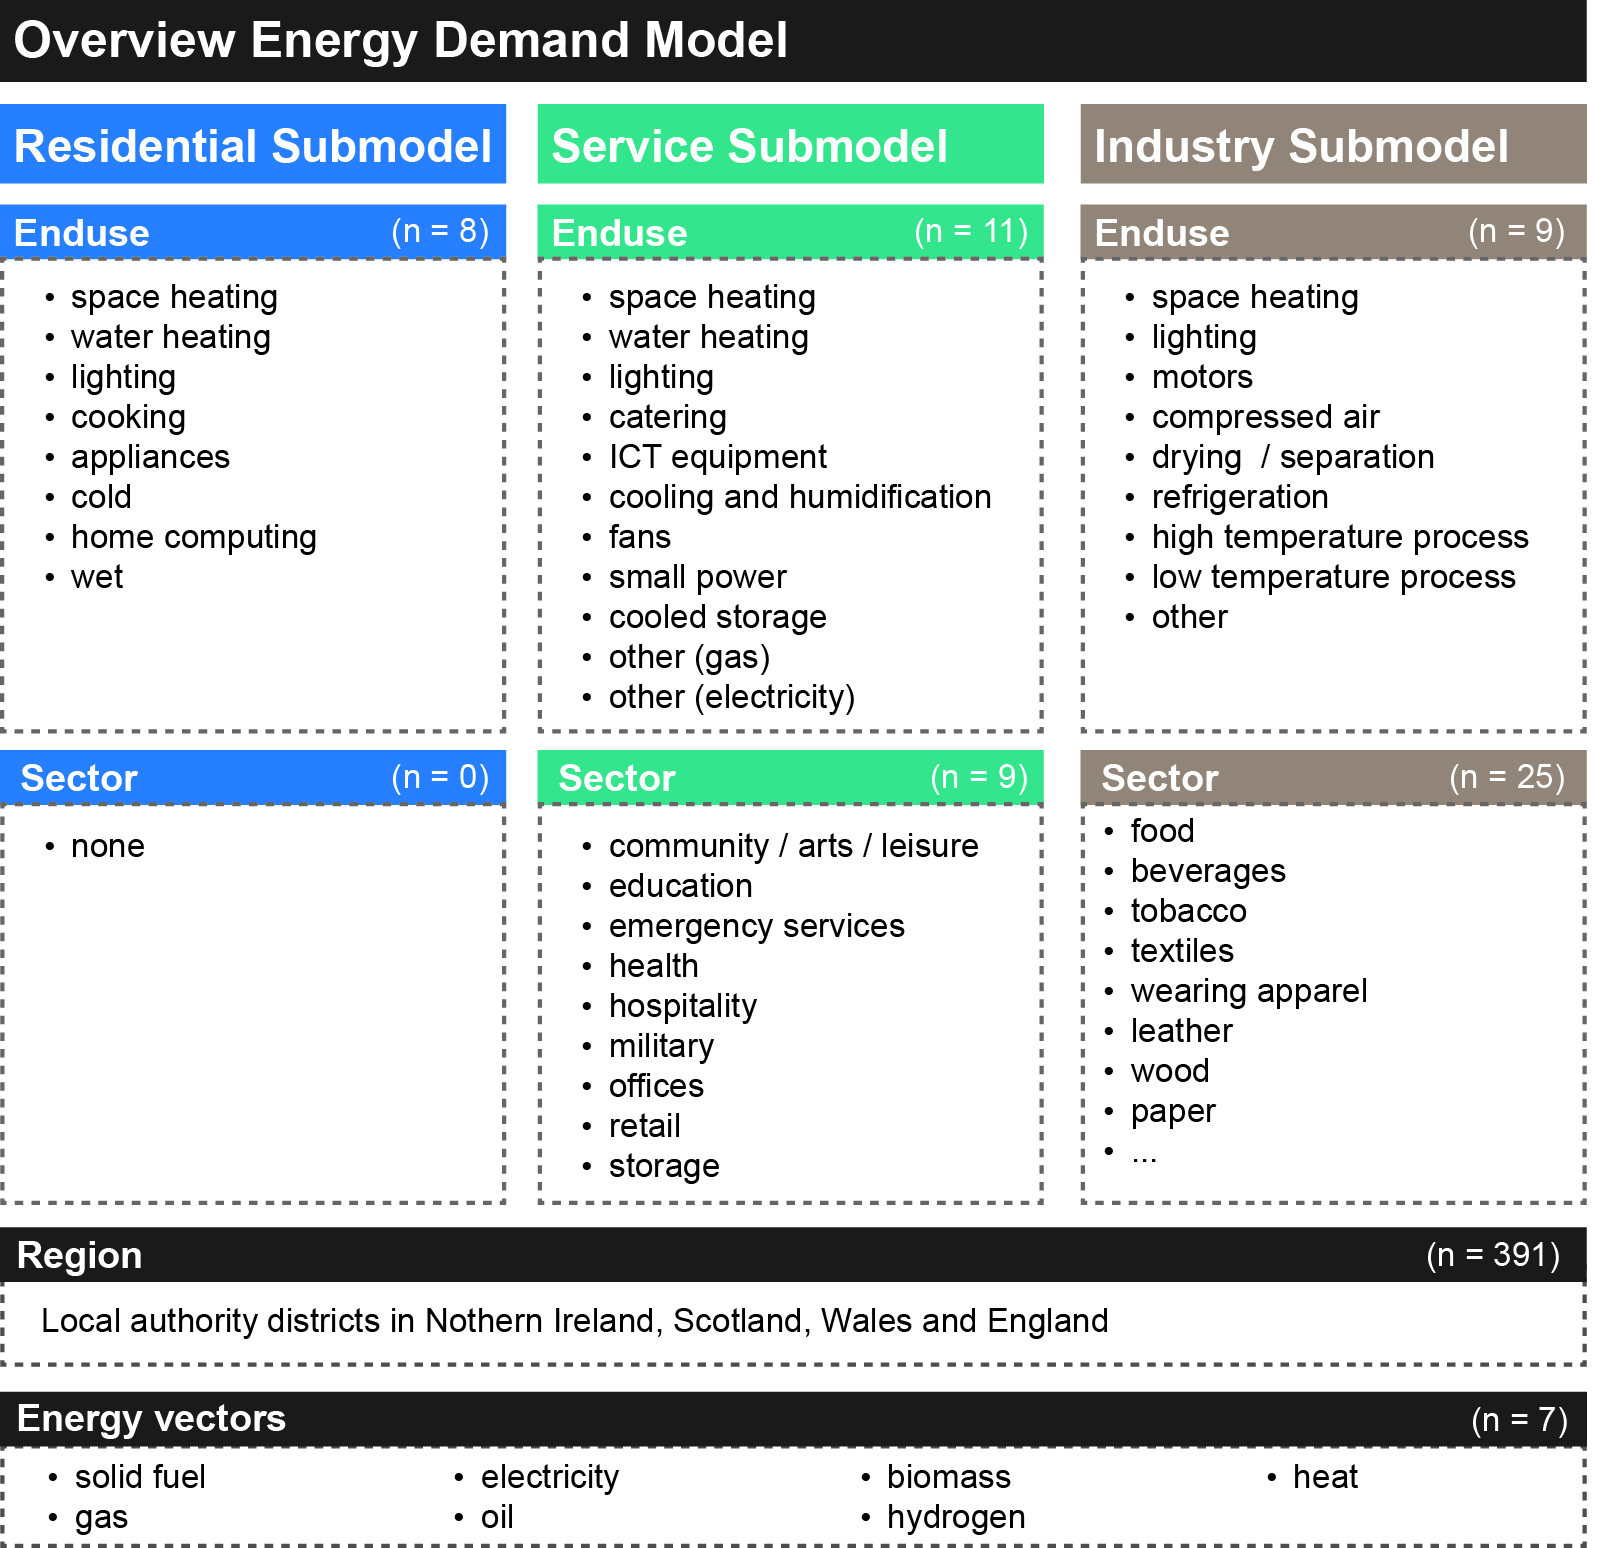 Overview Energy Demand Model
Residential Submodel
Enduse (n = 8)
• space heating
• water heating
• lighting
• cooking
• appliances
• cold
• home computing
• wet
Sector (n = 0)
• none
Service Submodel
Enduse (n = 11)
• space heating
• water heating
• lighting
• catering
• ICT equipment
• cooling and humidification
• fans
• small power
• cooled storage
• other (gas)
• other (electricity)
Sector (n = 9)
• community / arts / leisure
• education
• emergency services
• health
• hospitality
• military
• offices
• retail
• storage
Industry Submodel
Enduse (n = 9)
• space heating
• lighting
• motors
• compressed air
• drying  / separation
• refrigeration
• high temperature process
• low temperature process
• other
Sector (n = 25)
• food
• beverages
• tobacco
• textiles
• wearing apparel
• leather
• wood
• paper
• ...
Region (n = 391)
Local authority districts in Nothern Ireland, Scotland, Wales and England
Energy vectors (n = 7)
• solid fuel
• gas
• electricity
• oil
• biomass
• hydrogen
• heat